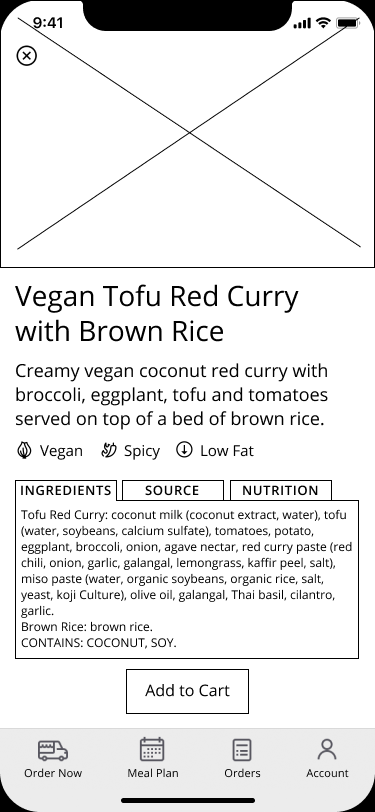 9:41
Vegan Tofu Red Curry
with Brown Rice
Creamy vegan coconut red curry with
broccoli, eggplant, tofu and tomatoes
served on top of a bed of brown rice.
Vegan Spicy Low Fat
INGREDIENTS SOURCE NUTRITION
Tofu Red Curry: coconut milk (coconut extract, water), tofu
(water, soybeans, calcium sulfate), tomatoes, potato,
eggplant, broccoli, onion, agave nectar, red curry paste (red
chili, onion, garlic, galangal, lemongrass, kaffir peel, salt),
miso paste (water, organic soybeans, organic rice, salt,
yeast, koji Culture), olive oil, galangal, Thai basil, cilantro,
garlic.
Brown Rice: brown rice.
CONTAINS: COCONUT, SOY.
Add to Cart
Order Now Meal Plan Orders Account